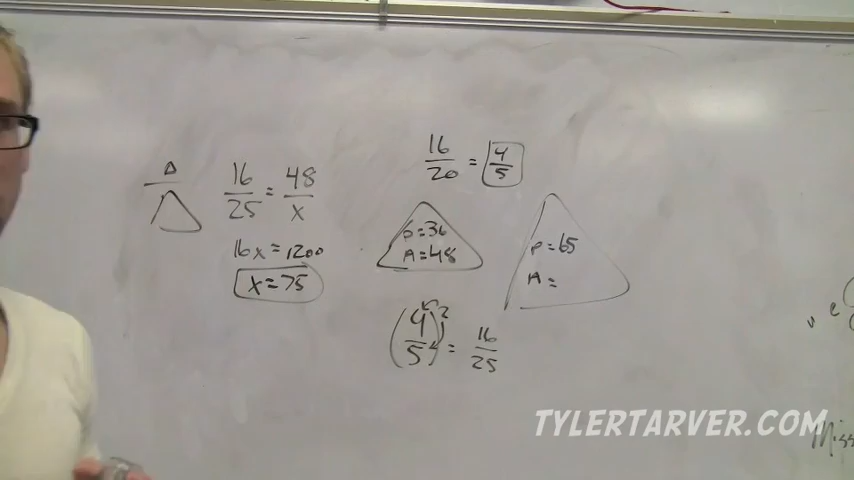 16/20 = 4/5
16/25 = 48/x
16x = 1200
x = 75
p = 36
A = 48
p = 65
A =
(4/5)² = 16/25
TYLERTARVER.COM
Miss